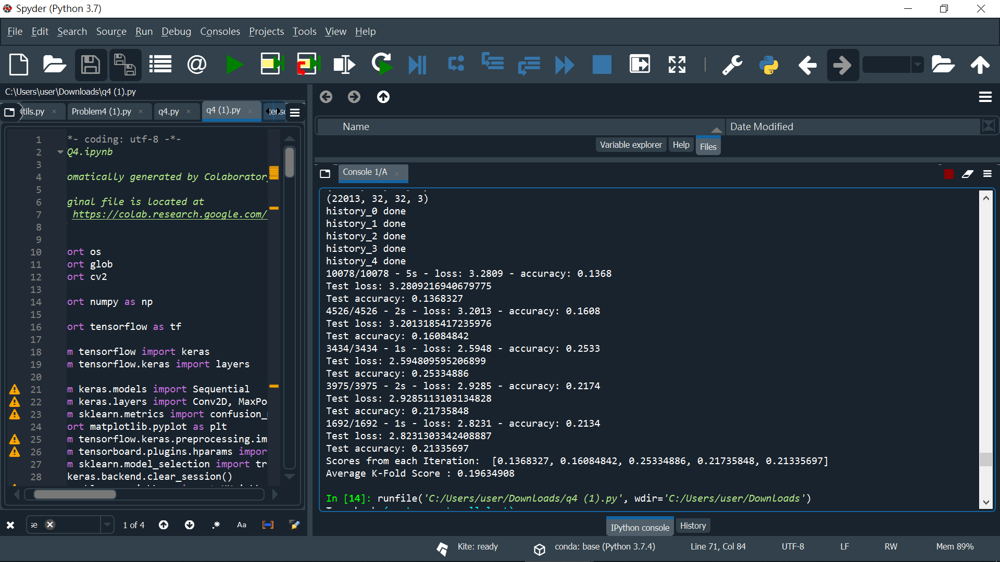 Spyder (Python 3.7)
File Edit Search Source Run Debug Consoles Projects Tools View Help
C:\Users\user\Downloads\q4 (1).py
tils.py Problem4 (1).py q4.py q4 (1).py tenso
1 *- coding: utf-8 -*-
2 Q4.ipynb
3
4 omatically generated by Colaborator
5
6 ginal file is located at
7 https://colab.research.google.com/
8
9
10 ort os
11 ort glob
12 ort cv2
13
14 ort numpy as np
15
16 ort tensorflow as tf
17
18 m tensorflow import keras
19 m tensorflow.keras import layers
20
21 m keras.models import Sequential
22 m keras.layers import Conv2D, MaxPo
23 m sklearn.metrics import confusion_
24 ort matplotlib.pyplot as plt
25 m tensorflow.keras.preprocessing.im
26 m tensorboard.plugins.hparams impor
27 m sklearn.model_selection import tr
28 keras.backend.clear_session()
se 1 of 4 .* Aa
Name Date Modified
Variable explorer Help Files
Console 1/A
(22013, 32, 32, 3)
history_0 done
history_1 done
history_2 done
history_3 done
history_4 done
10078/10078 - 5s - loss: 3.2809 - accuracy: 0.1368
Test loss: 3.2809216940679775
Test accuracy: 0.1368327
4526/4526 - 2s - loss: 3.2013 - accuracy: 0.1608
Test loss: 3.2013185417235976
Test accuracy: 0.16084842
3434/3434 - 1s - loss: 2.5948 - accuracy: 0.2533
Test loss: 2.594809595206899
Test accuracy: 0.25334886
3975/3975 - 2s - loss: 2.9285 - accuracy: 0.2174
Test loss: 2.9285113103134828
Test accuracy: 0.21735848
1692/1692 - 1s - loss: 2.8231 - accuracy: 0.2134
Test loss: 2.8231303342408887
Test accuracy: 0.21335697
Scores from each Iteration: [0.1368327, 0.16084842, 0.25334886, 0.21735848, 0.21335697]
Average K-Fold Score : 0.19634908
In [14]: runfile('C:/Users/user/Downloads/q4 (1).py', wdir='C:/Users/user/Downloads')
IPython console History
Kite: ready conda: base (Python 3.7.4) Line 71, Col 84 UTF-8 LF RW Mem 89%